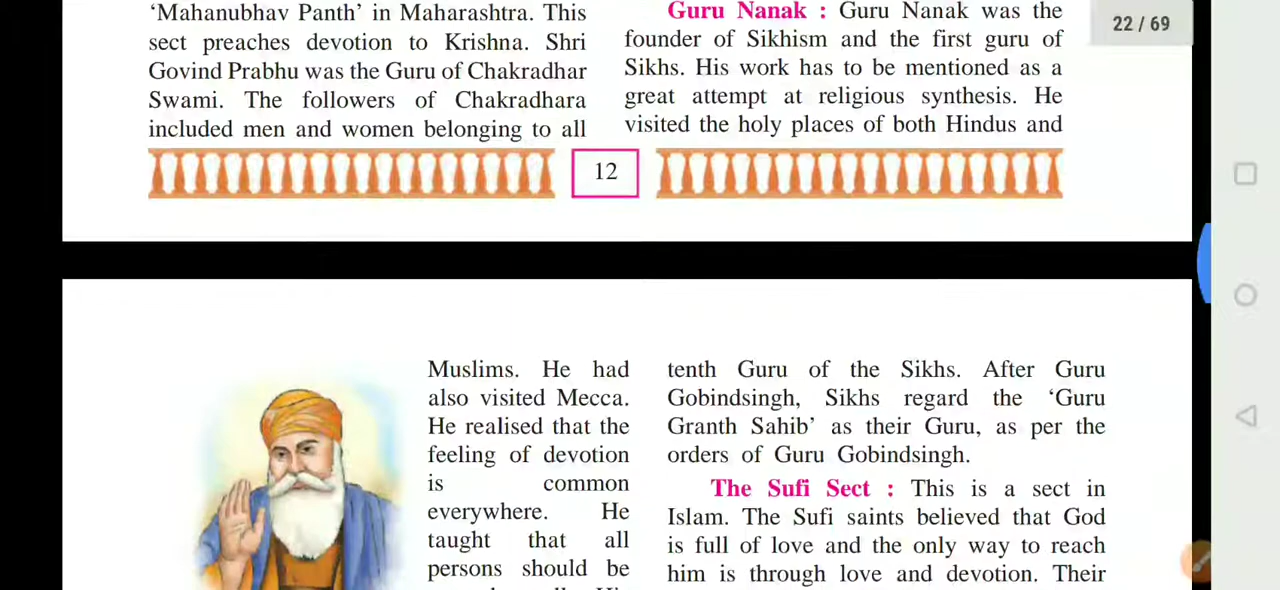 ‘Mahanubhav Panth’ in Maharashtra. This
sect preaches devotion to Krishna. Shri
Govind Prabhu was the Guru of Chakradhar
Swami. The followers of Chakradhara
included men and women belonging to all
Guru Nanak : Guru Nanak was the
founder of Sikhism and the first guru of
Sikhs. His work has to be mentioned as a
great attempt at religious synthesis. He
visited the holy places of both Hindus and
22 / 69
12
Muslims. He had
also visited Mecca.
He realised that the
feeling of devotion
is common
everywhere. He
taught that all
persons should be
tenth Guru of the Sikhs. After Guru
Gobindsingh, Sikhs regard the ‘Guru
Granth Sahib’ as their Guru, as per the
orders of Guru Gobindsingh.
The Sufi Sect : This is a sect in
Islam. The Sufi saints believed that God
is full of love and the only way to reach
him is through love and devotion. Their